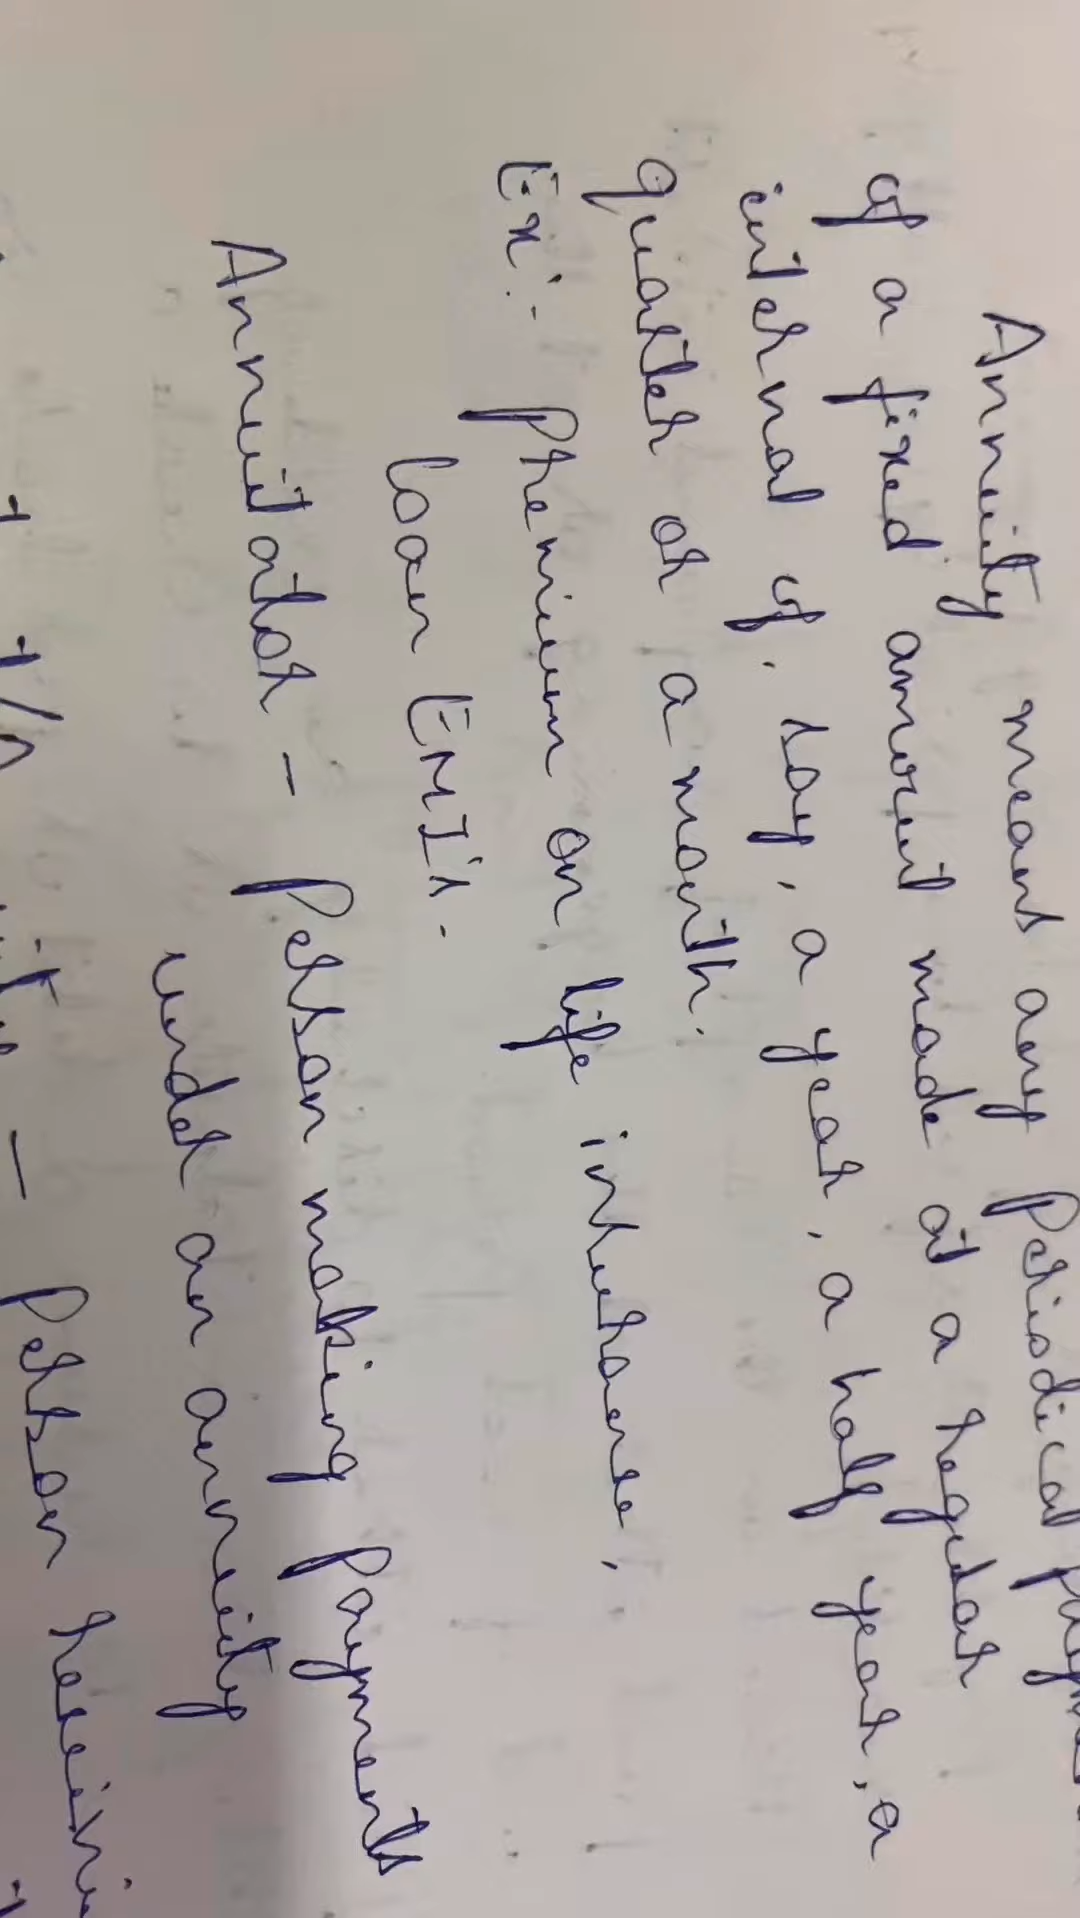 Annuity means any periodical
of a fixed amount made at a regular
internal of. say, a year, a half year, a
quarter or a month.
Ex:- Premium on life insurance,
loan EMI's.
Annuitator - Person making payments
under an annuity
- Person